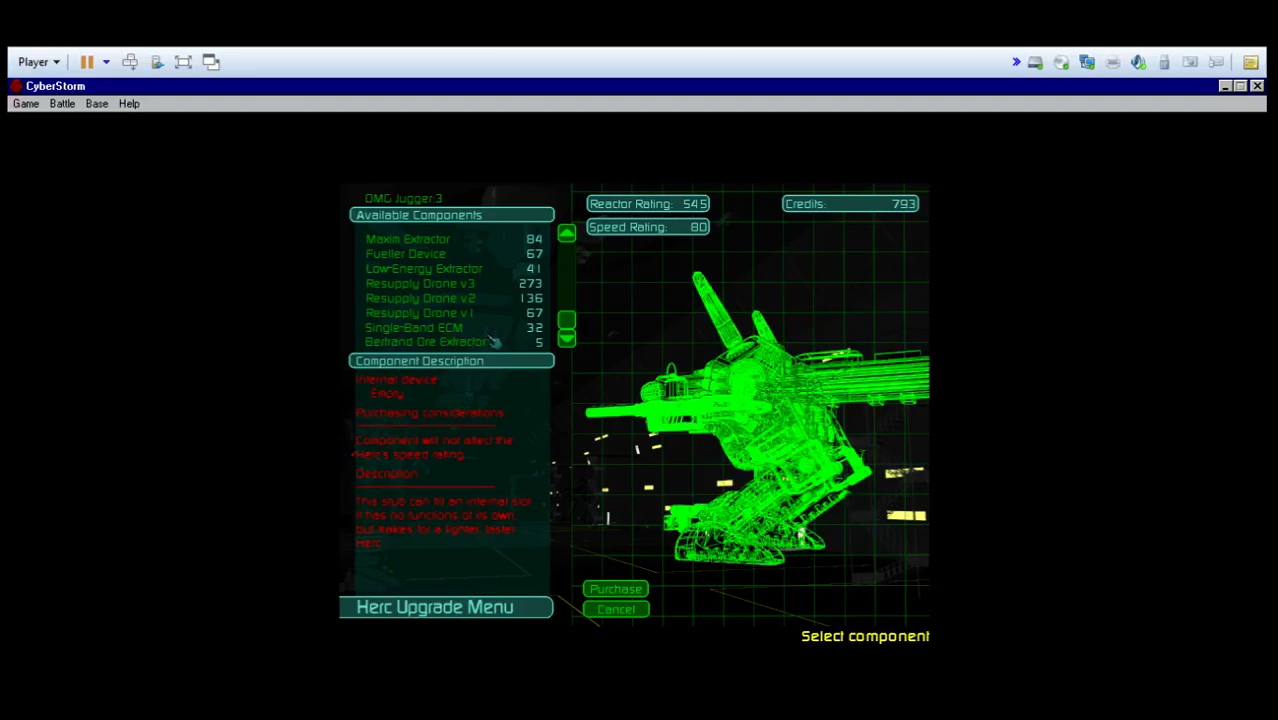 Player
CyberStorm
Game Battle Base Help
OMG Jugger:3
Available Components
Maxim Extractor 84
Fueller Device 67
Low-Energy Extractor 41
Resupply Drone v3 273
Resupply Drone v2 136
Resupply Drone v1 67
Single-Band ECM 32
Bertrand Ore Extractor 5
Component Description
Internal device
Empty
Purchasing considerations
Component will not affect the
Herc's speed rating....
Description
This stub can fill an internal slot
It has no functions of its own,
but makes for a lighter, faster
Herc
Herc Upgrade Menu
Reactor Rating: 545
Speed Rating: 80
Credits: 793
Purchase
Cancel
Select component